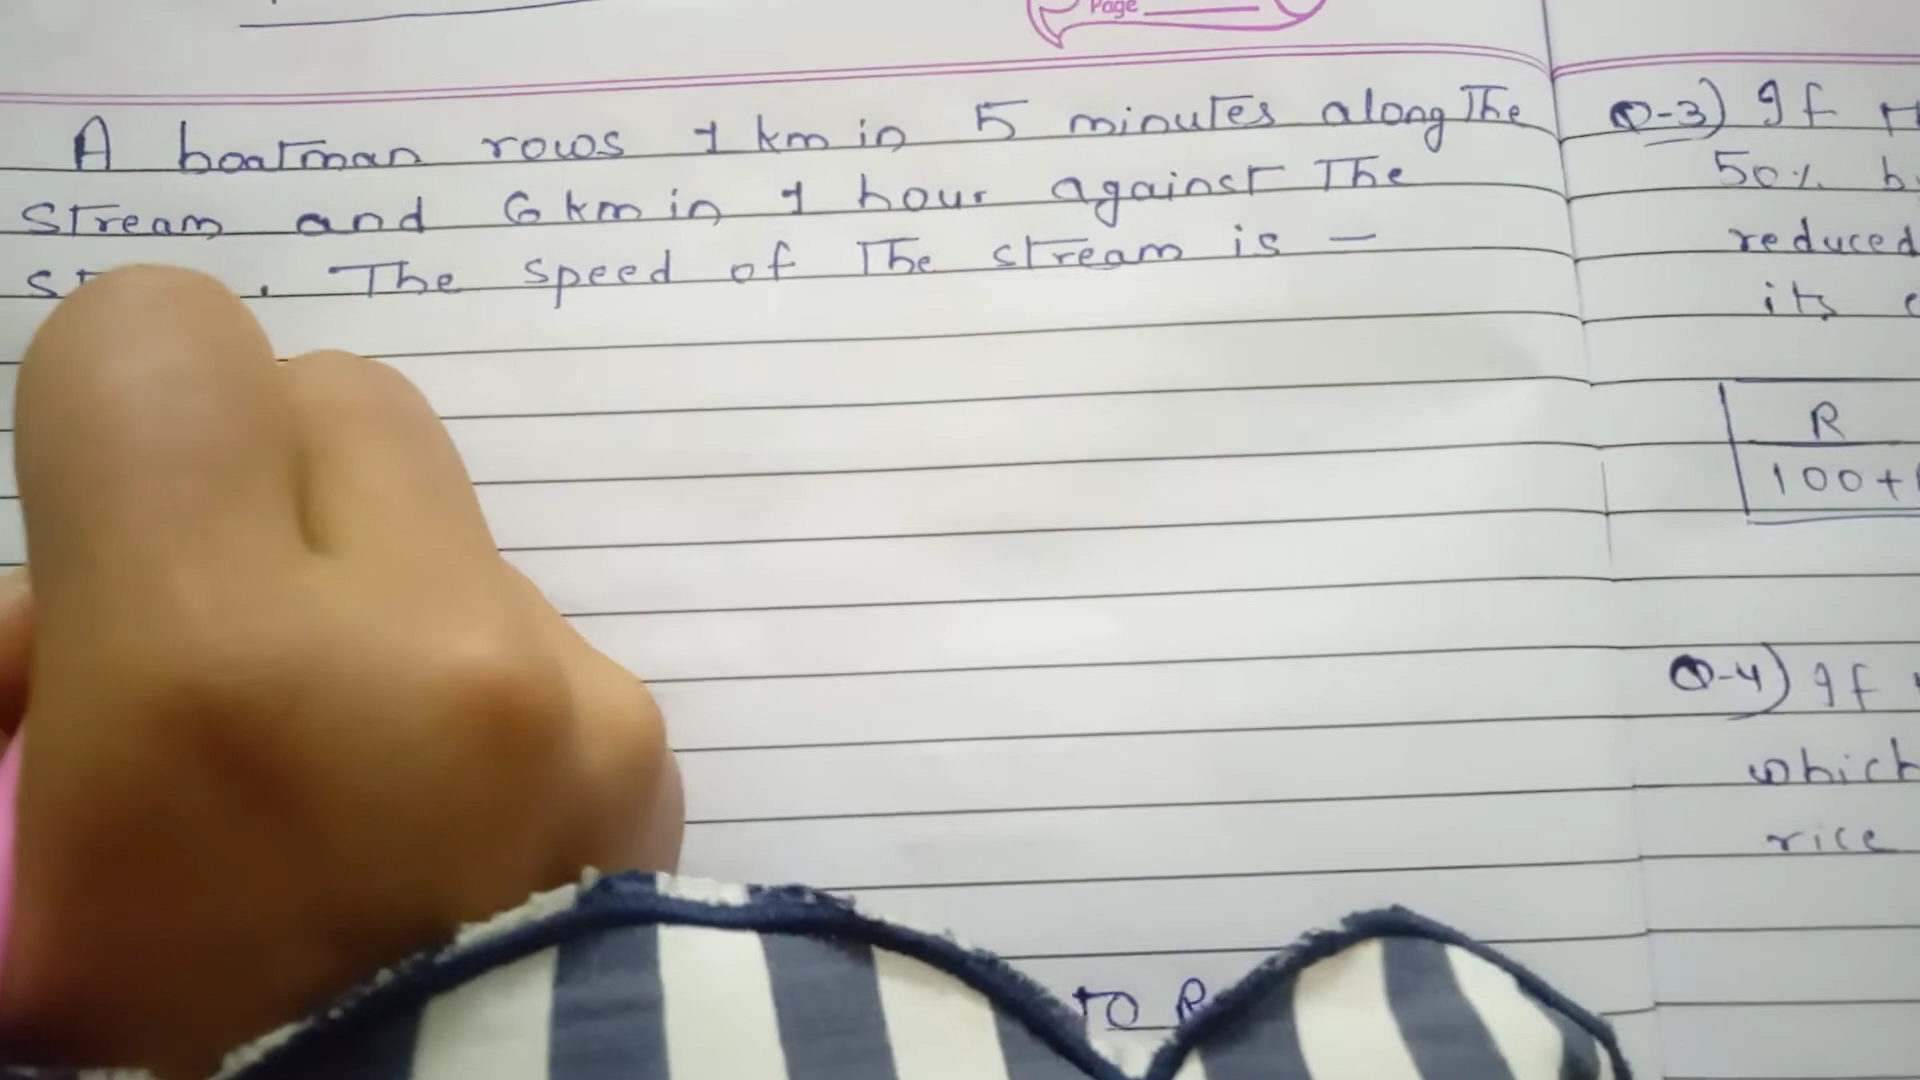 Page
A boatman rows 1 km in 5 minutes along The
Stream and 6 km in 1 hour against The
. The speed of The stream is —
Q-3) If
50%
reduced
its
R
100+
Q-4) If
which
rice
TO R